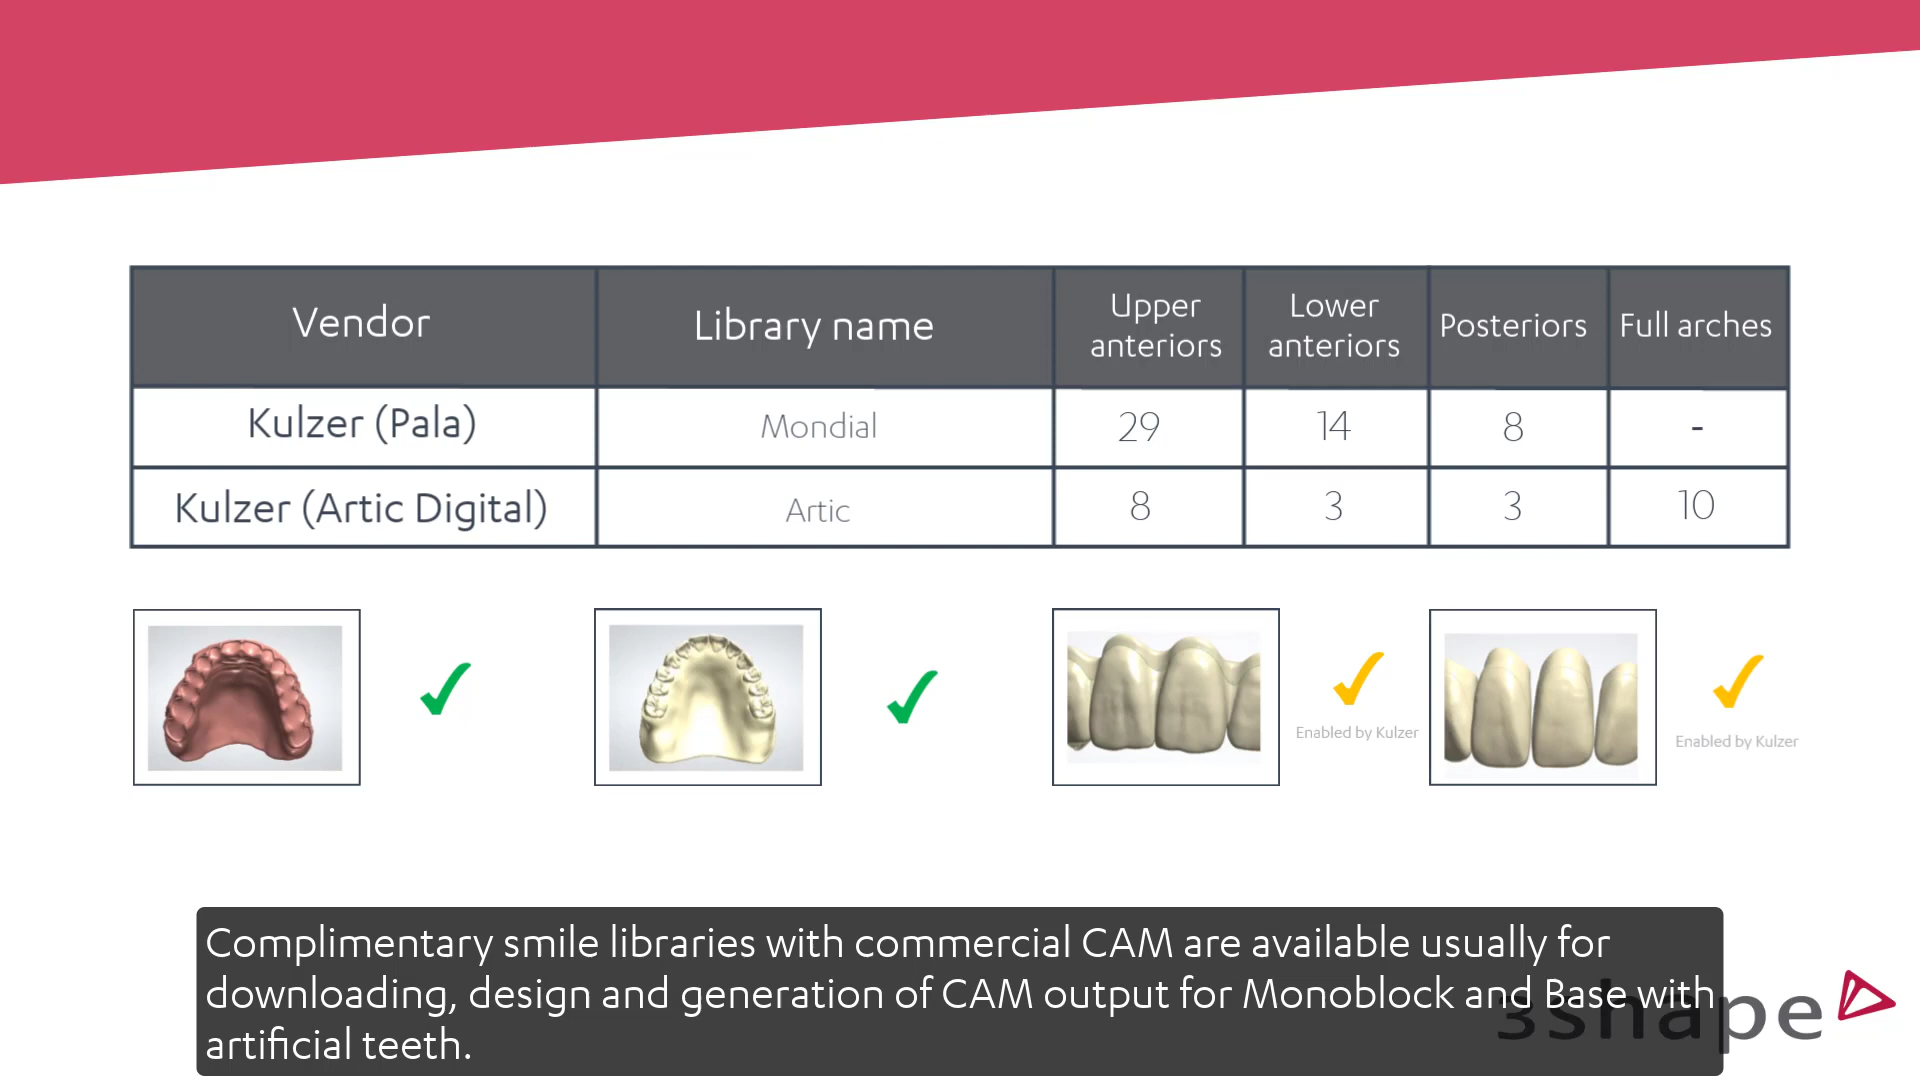 Vendor
Library name
Upper
anteriors
Lower
anteriors
Posteriors
Full arches
Kulzer (Pala)
Mondial
29
14
8
-
Kulzer (Artic Digital)
Artic
8
3
3
10
Enabled by Kulzer
Enabled by Kulzer
Complimentary smile libraries with commercial CAM are available usually for
downloading, design and generation of CAM output for Monoblock and Base with
artificial teeth.
3shape